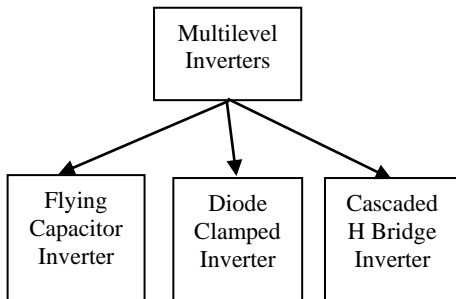 Multilevel
Inverters
Flying
Capacitor
Inverter
Diode
Clamped
Inverter
Cascaded
H Bridge
Inverter